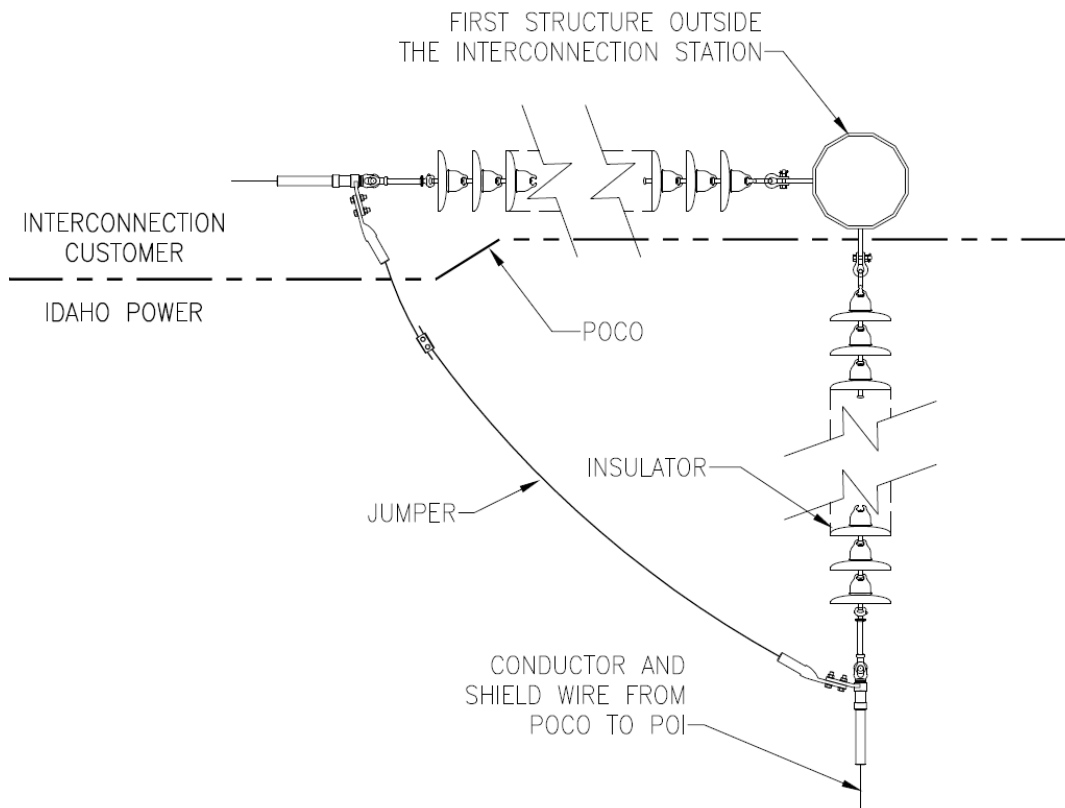 FIRST STRUCTURE OUTSIDE
THE INTERCONNECTION STATION
INTERCONNECTION
CUSTOMER
IDAHO POWER
POCO
INSULATOR
JUMPER
CONDUCTOR AND
SHIELD WIRE FROM
POCO TO POI